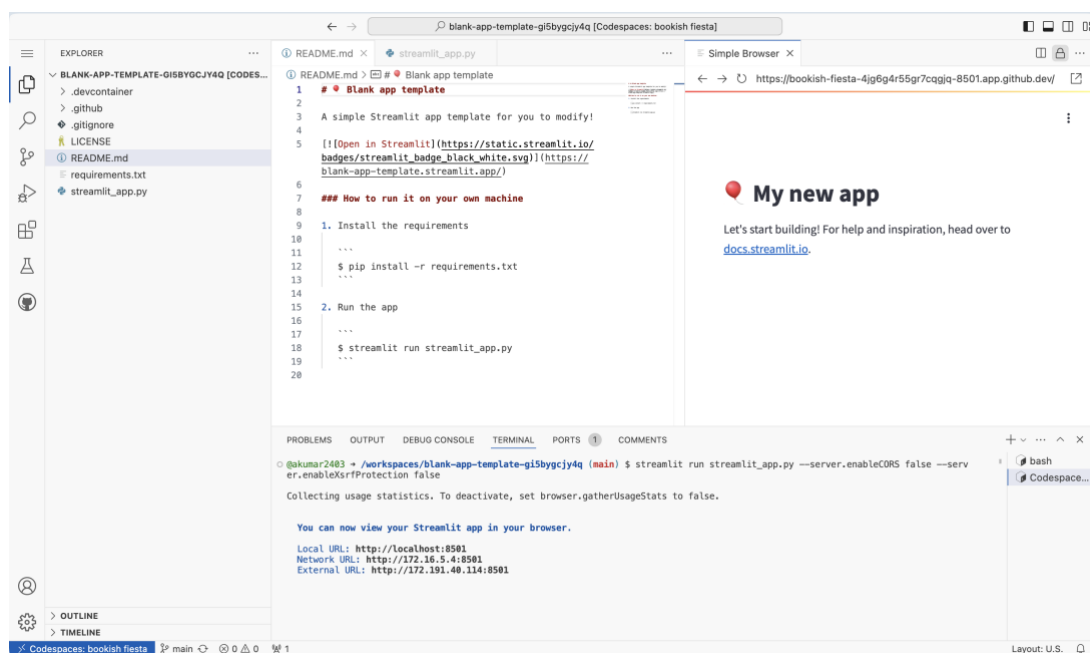 blank-app-template-gi5bygcjy4q [Codespaces: bookish fiesta]
EXPLORER
BLANK-APP-TEMPLATE-GI5BYGCJY4Q [CODES...
.devcontainer
.github
.gitignore
LICENSE
README.md
requirements.txt
streamlit_app.py
OUTLINE
TIMELINE
README.md
streamlit_app.py
README.md > # 🎈 Blank app template
1 # 🎈 Blank app template
2
3 A simple Streamlit app template for you to modify!
4
5 [![Open in Streamlit](https://static.streamlit.io/
badges/streamlit_badge_black_white.svg)](https://
blank-app-template.streamlit.app/)
6
7 ### How to run it on your own machine
8
9 1. Install the requirements
10
11 ```
12 $ pip install -r requirements.txt
13 ```
14
15 2. Run the app
16
17 ```
18 $ streamlit run streamlit_app.py
19 ```
20
Simple Browser
https://bookish-fiesta-4jg6g4r55gr7cqgjq-8501.app.github.dev/
🎈 My new app
Let's start building! For help and inspiration, head over to
docs.streamlit.io.
PROBLEMS OUTPUT DEBUG CONSOLE TERMINAL PORTS 1 COMMENTS
@akumar2403 → /workspaces/blank-app-template-gi5bygcjy4q (main) $ streamlit run streamlit_app.py --server.enableCORS false --serv
er.enableXsrfProtection false
Collecting usage statistics. To deactivate, set browser.gatherUsageStats to false.
You can now view your Streamlit app in your browser.
Local URL: http://localhost:8501
Network URL: http://172.16.5.4:8501
External URL: http://172.191.40.114:8501
bash
Codespace...
Codespaces: bookish fiesta main 0 0 1 Layout: U.S.